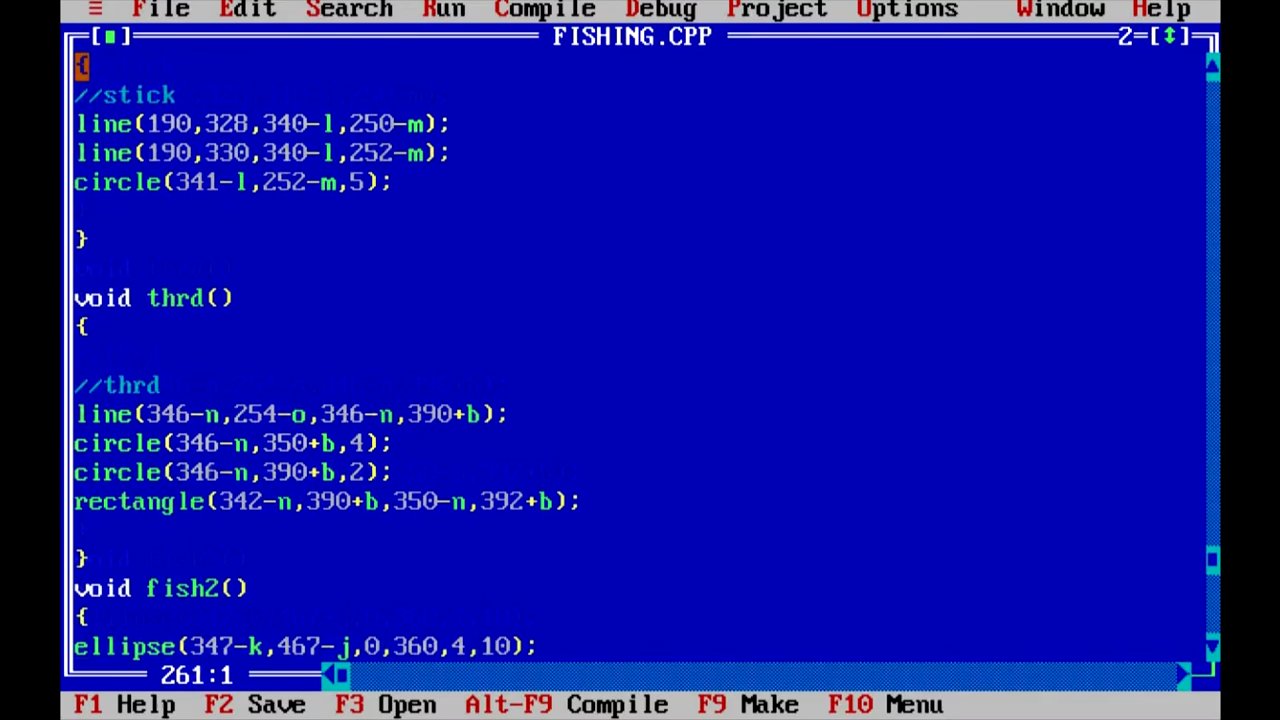 ≡ File Edit Search Run Compile Debug Project Options Window Help
[■] FISHING.CPP 2=[↕]
{
//stick
line(190,328,340-l,250-m);
line(190,330,340-l,252-m);
circle(341-l,252-m,5);
}
void thrd()
{
//thrd
line(346-n,254-o,346-n,390+b);
circle(346-n,350+b,4);
circle(346-n,390+b,2);
rectangle(342-n,390+b,350-n,392+b);
}
void fish2()
{
ellipse(347-k,467-j,0,360,4,10);
261:1
F1 Help F2 Save F3 Open Alt-F9 Compile F9 Make F10 Menu